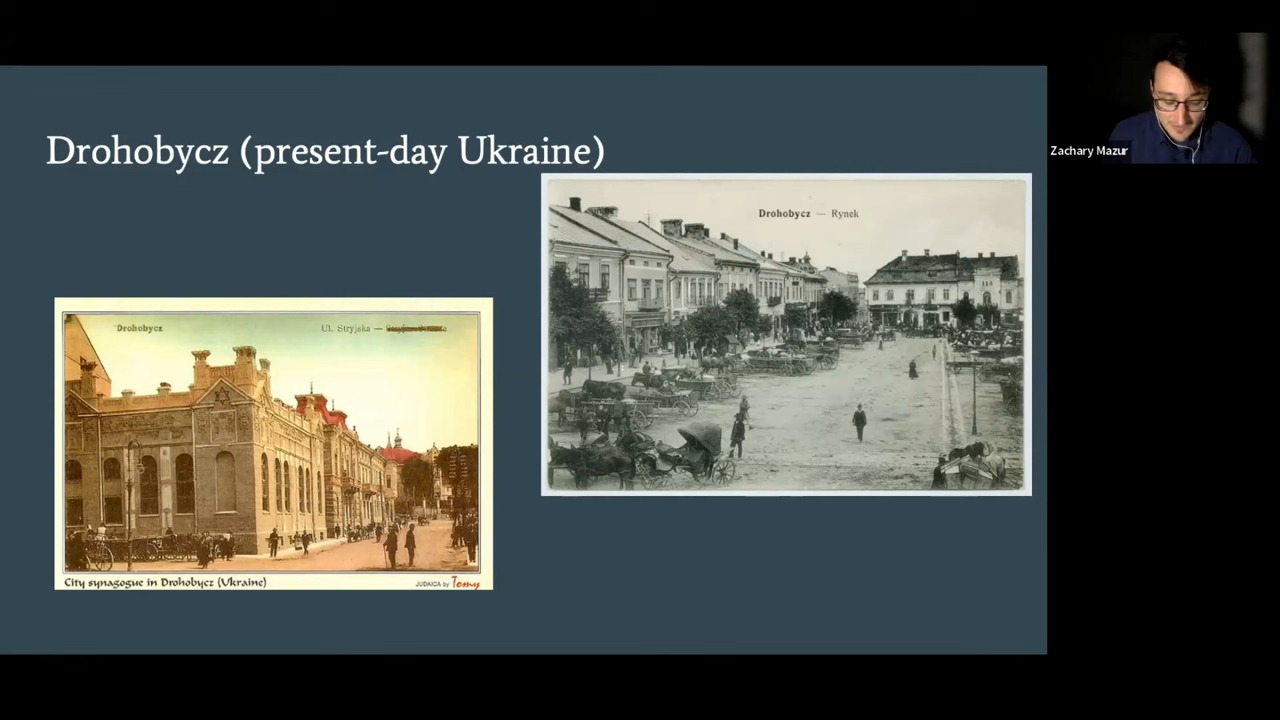 Drohobycz (present-day Ukraine)
Zachary Mazur
Drohobycz — Rynek
Drohobycz
Ul. Stryjska —
City synagogue in Drohobycz (Ukraine)
JUDAICA by Tomy